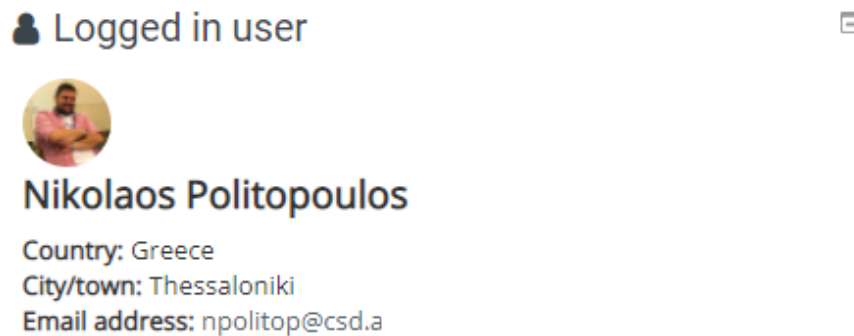 Logged in user
Nikolaos Politopoulos
Country: Greece
City/town: Thessaloniki
Email address: npolitop@csd.a